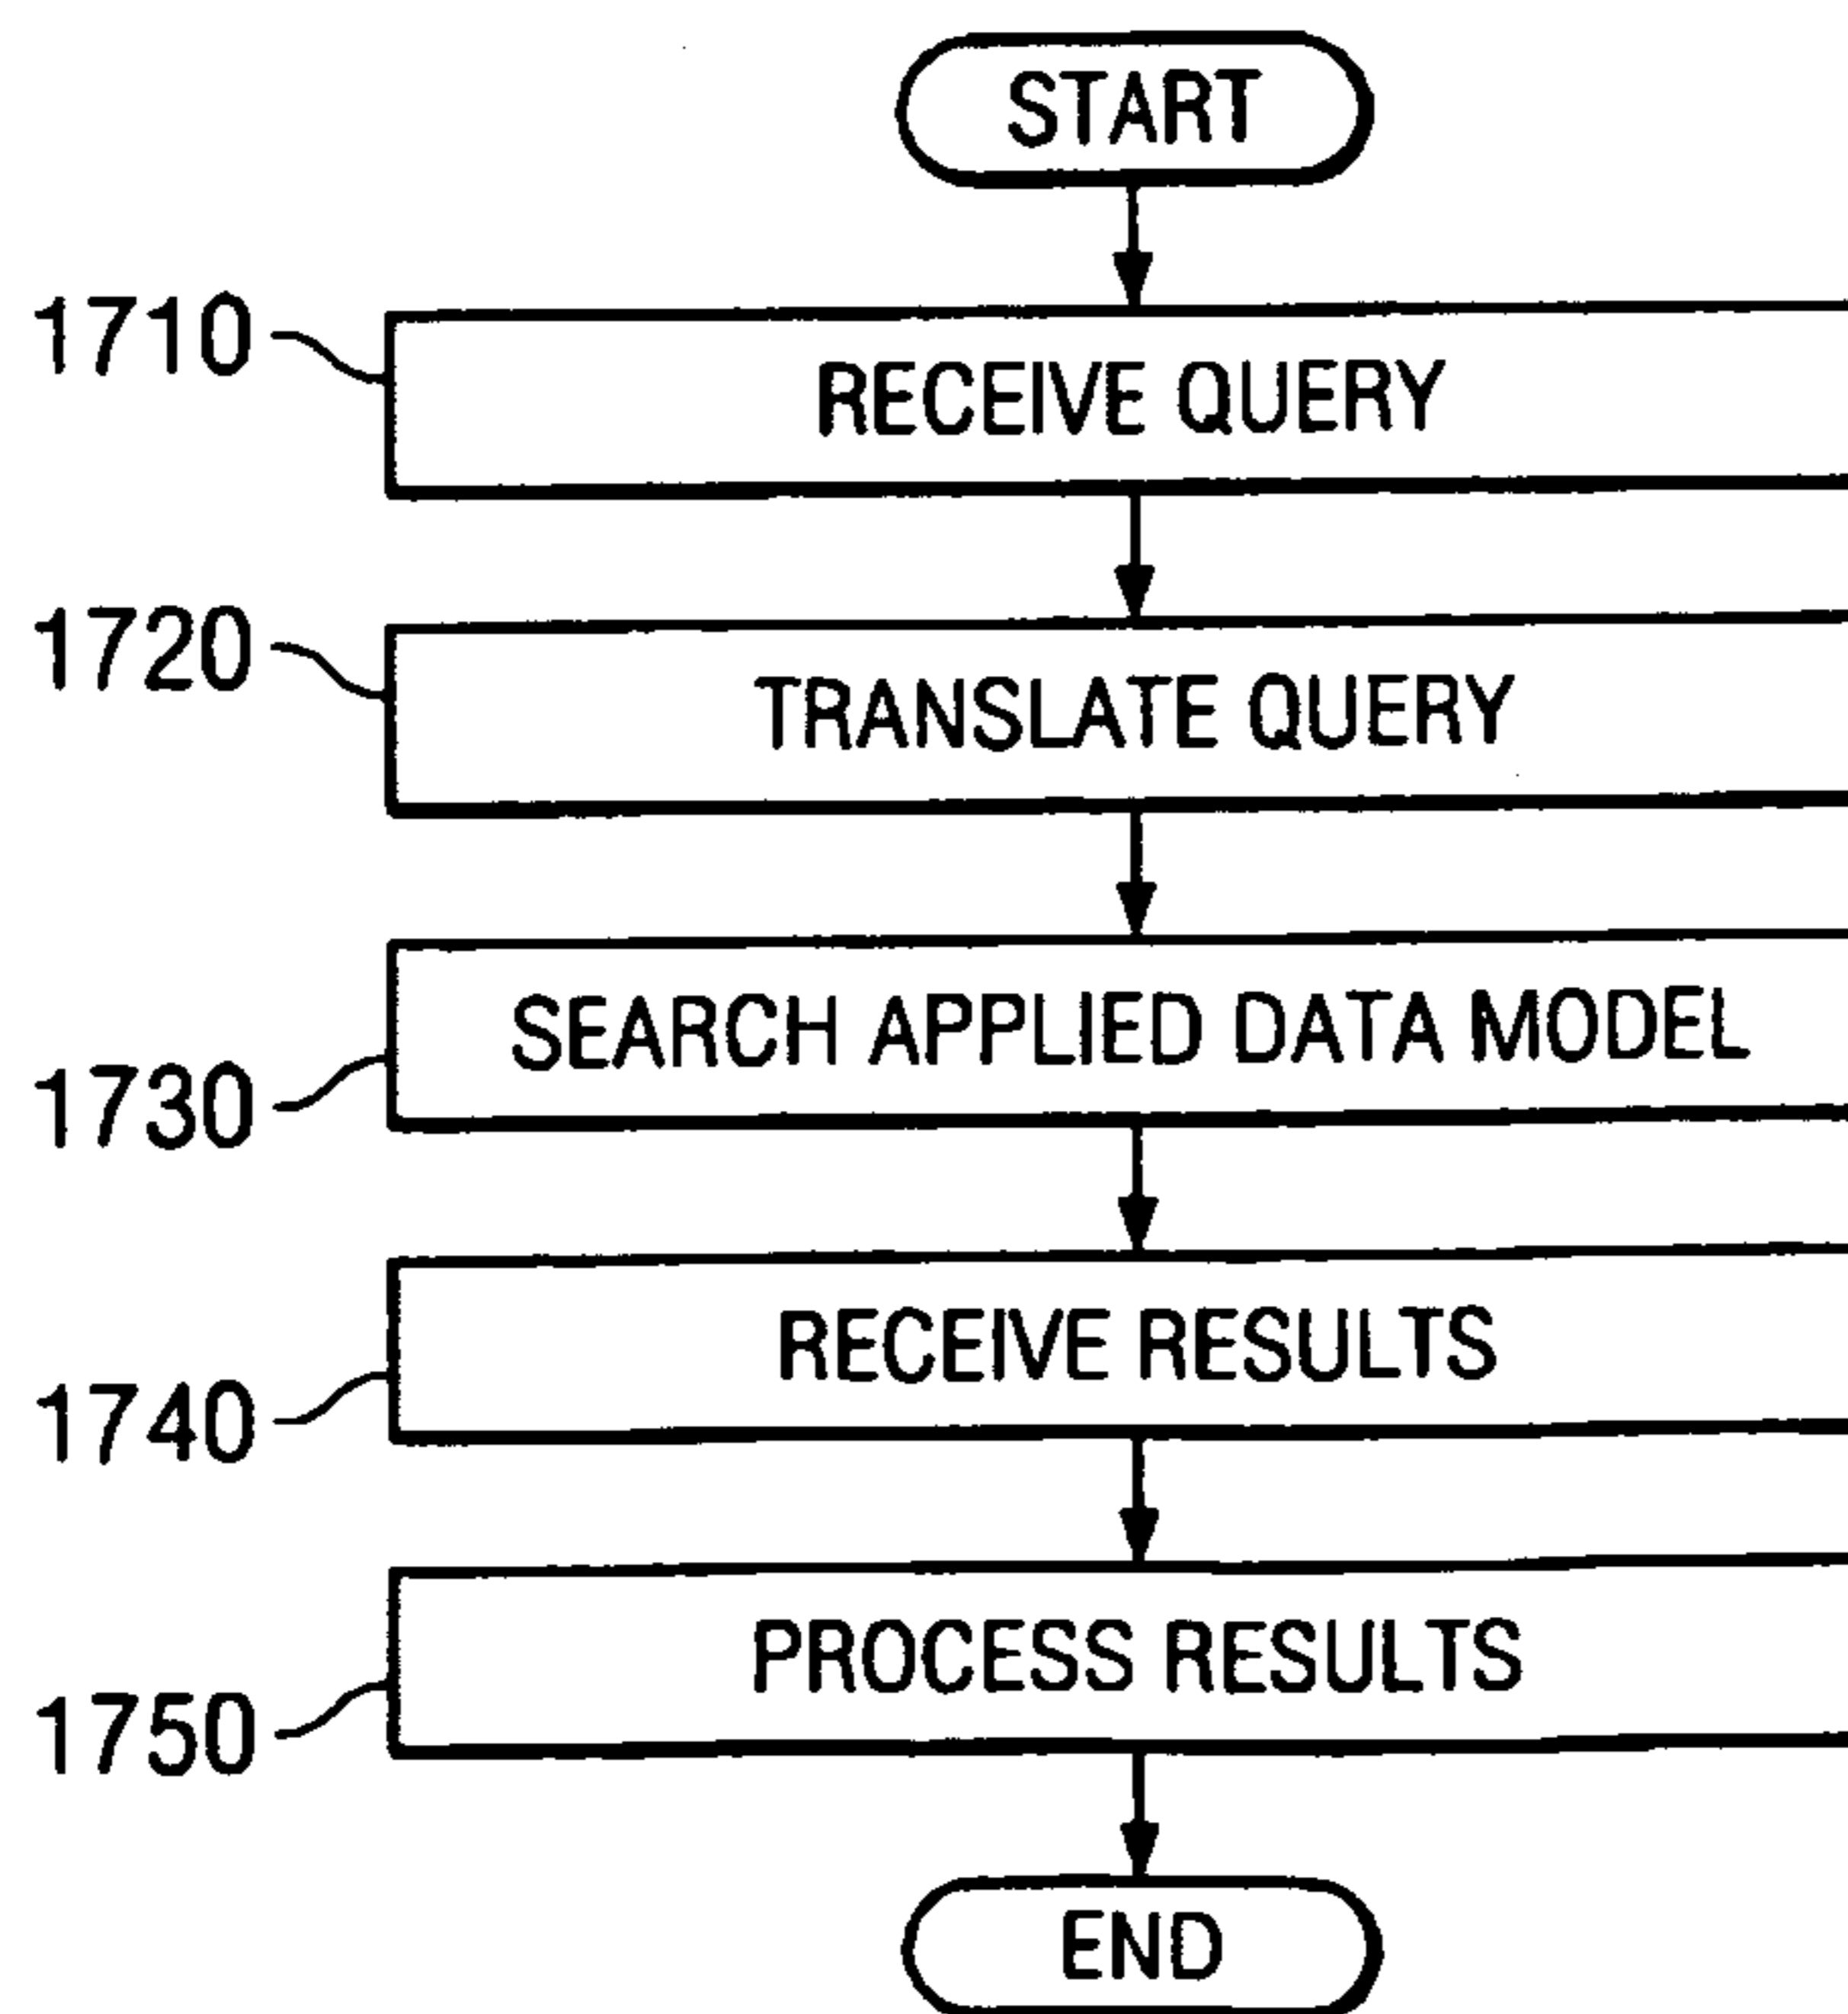 START
1710
RECEIVE QUERY
1720
TRANSLATE QUERY
SEARCH APPLIED DATA MODEL
1730
RECEIVE RESULTS
1740
PROCESS RESULTS
1750
END